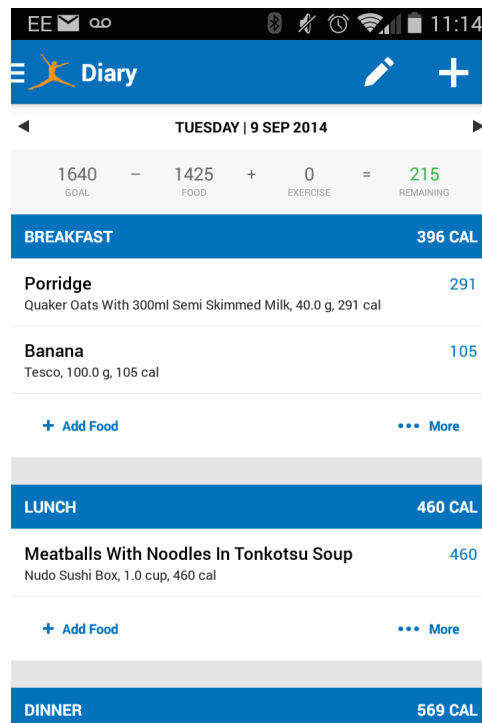 EE 11:14
Diary
TUESDAY | 9 SEP 2014
1640 – 1425 + 0 = 215
GOAL FOOD EXERCISE REMAINING
BREAKFAST 396 CAL
Porridge 291
Quaker Oats With 300ml Semi Skimmed Milk, 40.0 g, 291 cal
Banana 105
Tesco, 100.0 g, 105 cal
+ Add Food ••• More
LUNCH 460 CAL
Meatballs With Noodles In Tonkotsu Soup 460
Nudo Sushi Box, 1.0 cup, 460 cal
+ Add Food ••• More
DINNER 569 CAL